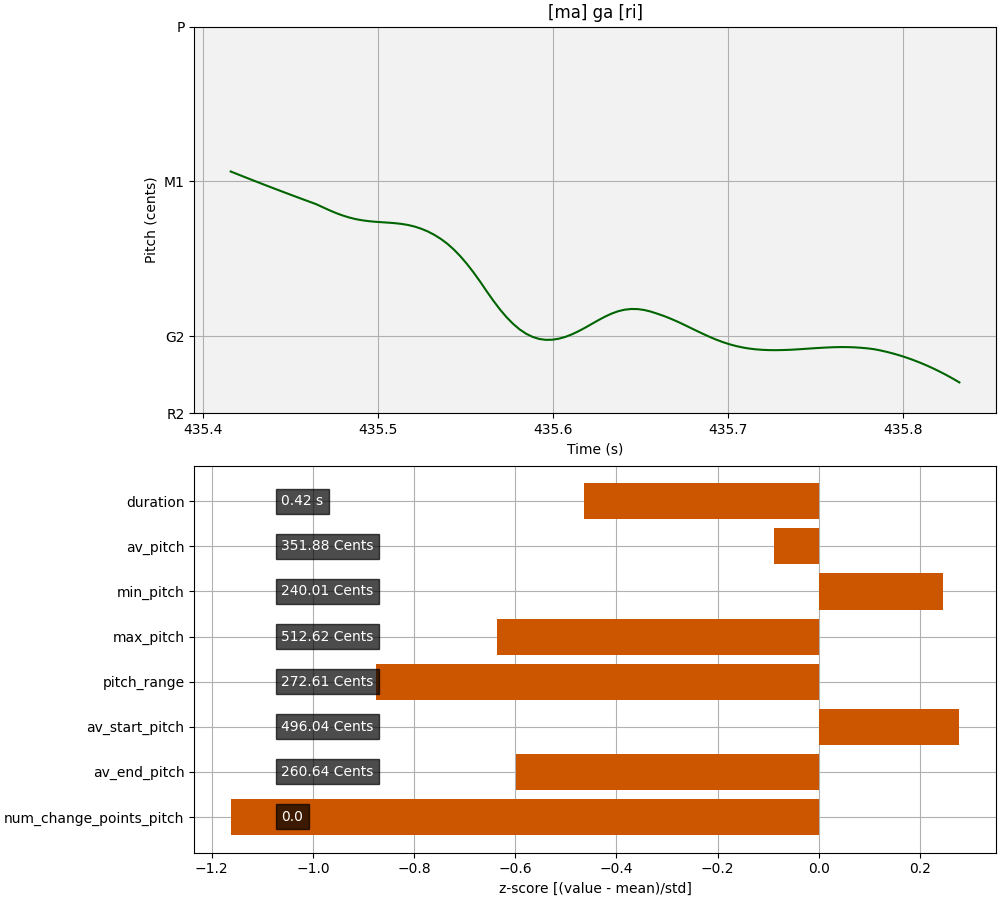 [ma] ga [ri]
P
M1
G2
R2
Pitch (cents)
435.4 435.5 435.6 435.7 435.8
Time (s)
duration 0.42 s
av_pitch 351.88 Cents
min_pitch 240.01 Cents
max_pitch 512.62 Cents
pitch_range 272.61 Cents
av_start_pitch 496.04 Cents
av_end_pitch 260.64 Cents
num_change_points_pitch 0.0
−1.2 −1.0 −0.8 −0.6 −0.4 −0.2 0.0 0.2
z-score [(value - mean)/std]